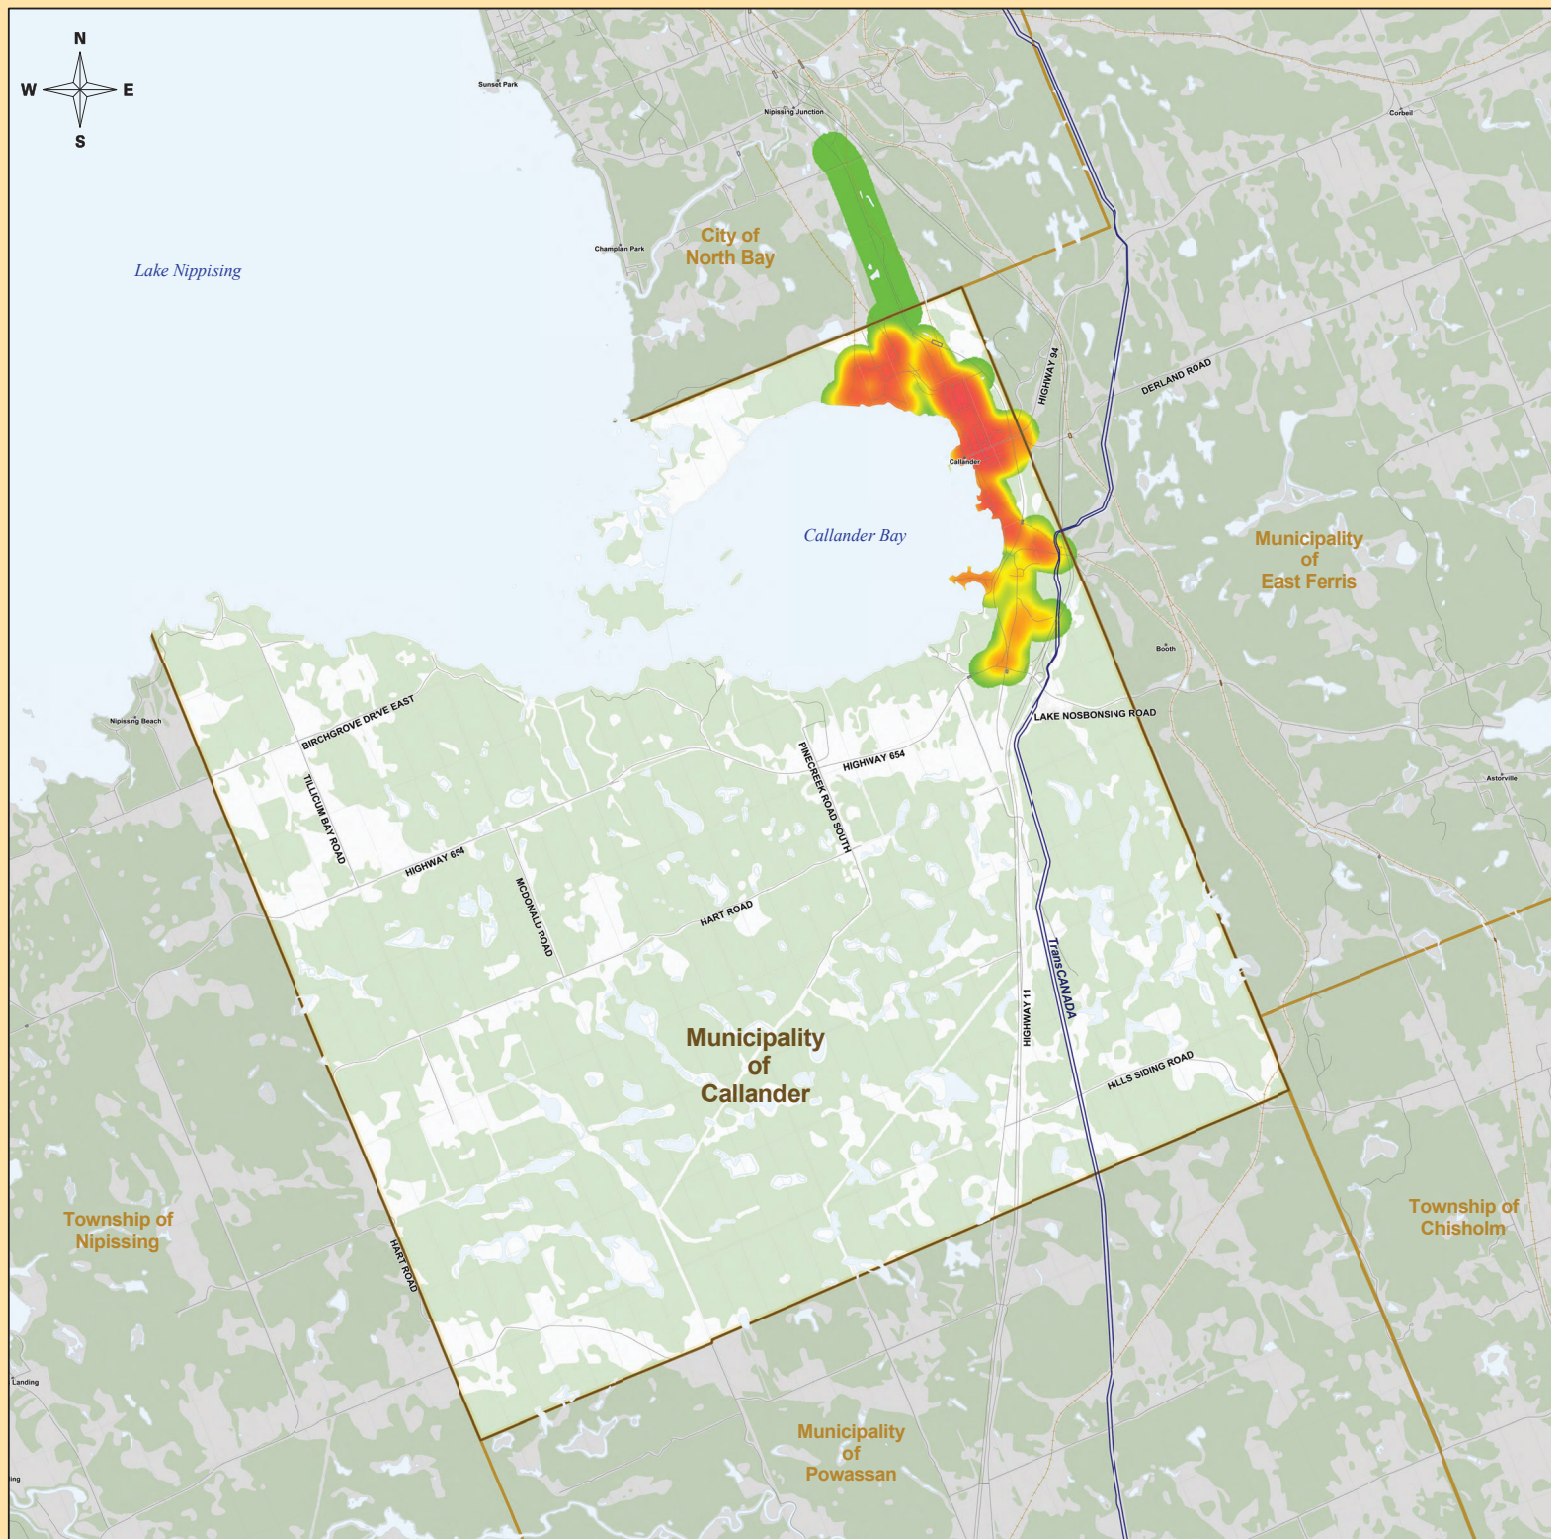 N
W E
S
Sunset Park
Nipissing Junction
Corbeil
City of
North Bay
Champlain Park
Lake Nippising
HIGHWAY 94
DERLAND ROAD
Callander
Callander Bay
Municipality
of
East Ferris
Booth
Nipissing Beach
BIRCHGROVE DRIVE EAST
LAKE NOSBONSING ROAD
TILLICUM BAY ROAD
PINECREEK ROAD SOUTH
HIGHWAY 654
Astorville
HIGHWAY 654
MCDONALD ROAD
HART ROAD
TransCANADA
HIGHWAY 11
Municipality
of
Callander
HILLS SIDING ROAD
Township of
Nipissing
Township of
Chisholm
HART ROAD
Landing
Municipality
of
Powassan
ing